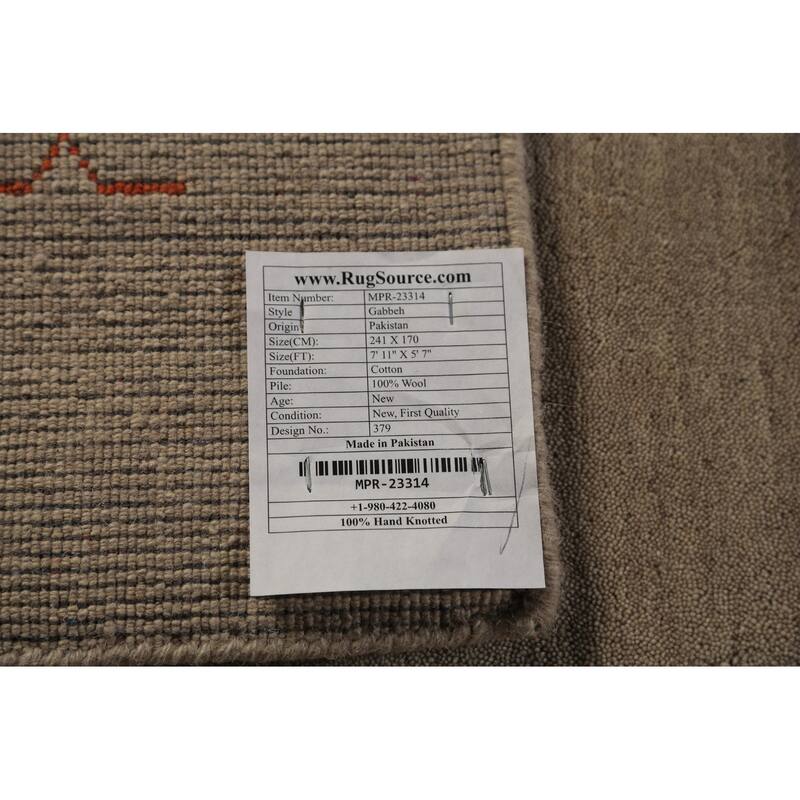 www.RugSource.com
Item Number: MPR-23314
Style Gabbeh
Origin Pakistan
Size(CM): 241 X 170
Size(FT): 7' 11" X 5' 7"
Foundation: Cotton
Pile: 100% Wool
Age: New
Condition: New, First Quality
Design No.: 379
Made in Pakistan
MPR-23314
+1-980-422-4080
100% Hand Knotted